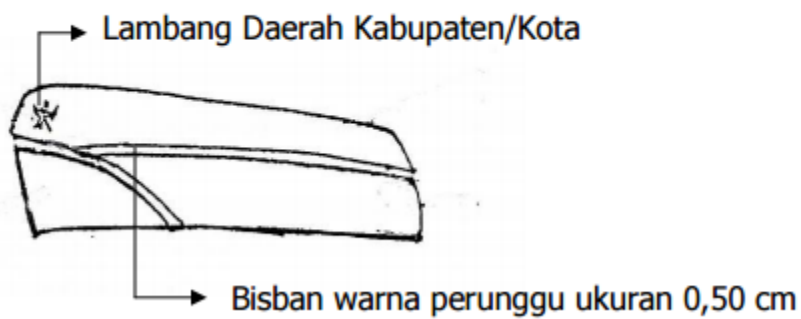 Lambang Daerah Kabupaten/Kota
Bisban warna perunggu ukuran 0,50 cm